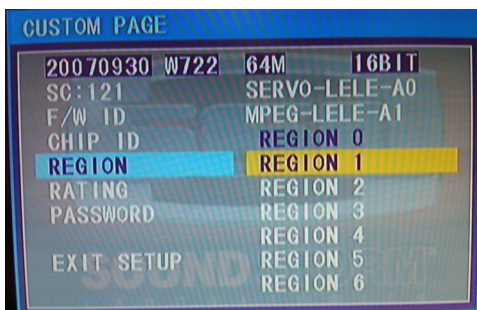 CUSTOM PAGE
20070930 W722 64M 16BIT
SC:121 SERVO-LELE-A0
F/W ID MPEG-LELE-A1
CHIP ID REGION 0
REGION REGION 1
RATING REGION 2
PASSWORD REGION 3
REGION 4
EXIT SETUP REGION 5
REGION 6
SOUND